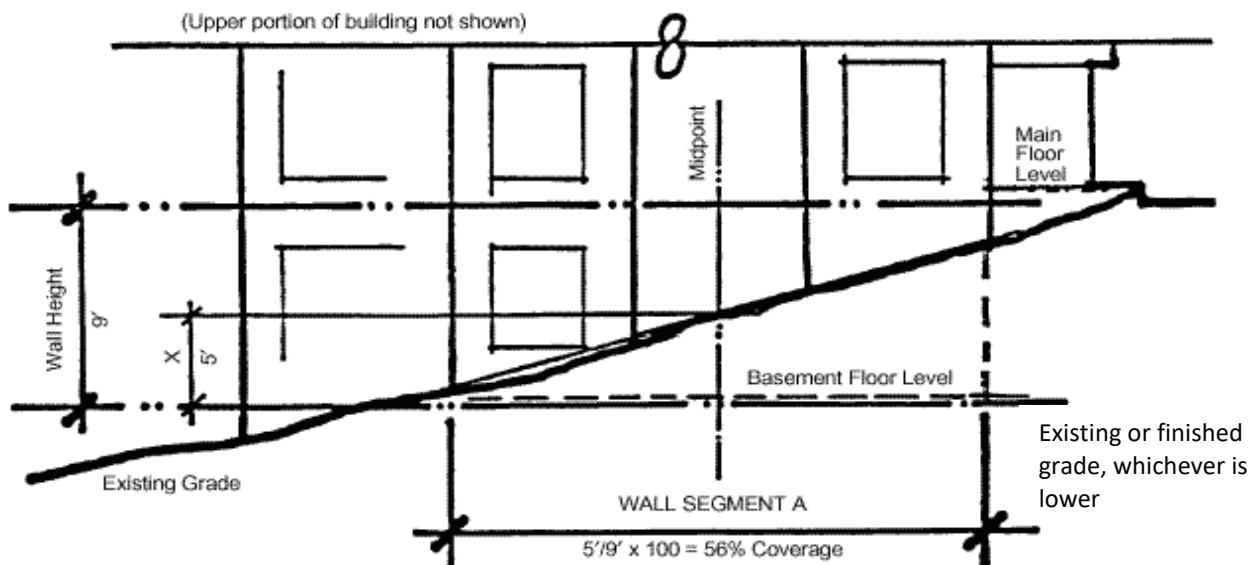 (Upper portion of building not shown)
8
Midpoint
Main
Floor
Level
Wall Height
9'
X
5'
Basement Floor Level
Existing Grade
Existing or finished
grade, whichever is
lower
WALL SEGMENT A
5'/9' x 100 = 56% Coverage